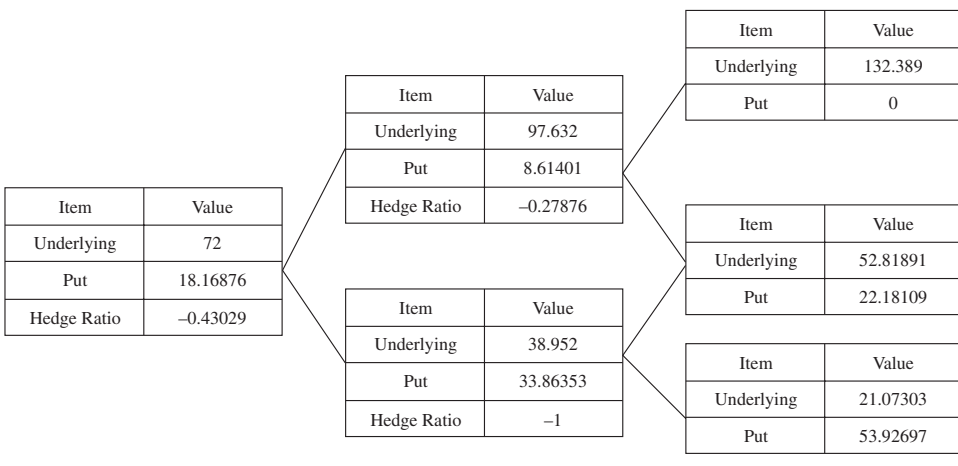 Item Value
Underlying 72
Put 18.16876
Hedge Ratio –0.43029
Item Value
Underlying 97.632
Put 8.61401
Hedge Ratio –0.27876
Item Value
Underlying 38.952
Put 33.86353
Hedge Ratio –1
Item Value
Underlying 132.389
Put 0
Item Value
Underlying 52.81891
Put 22.18109
Item Value
Underlying 21.07303
Put 53.92697